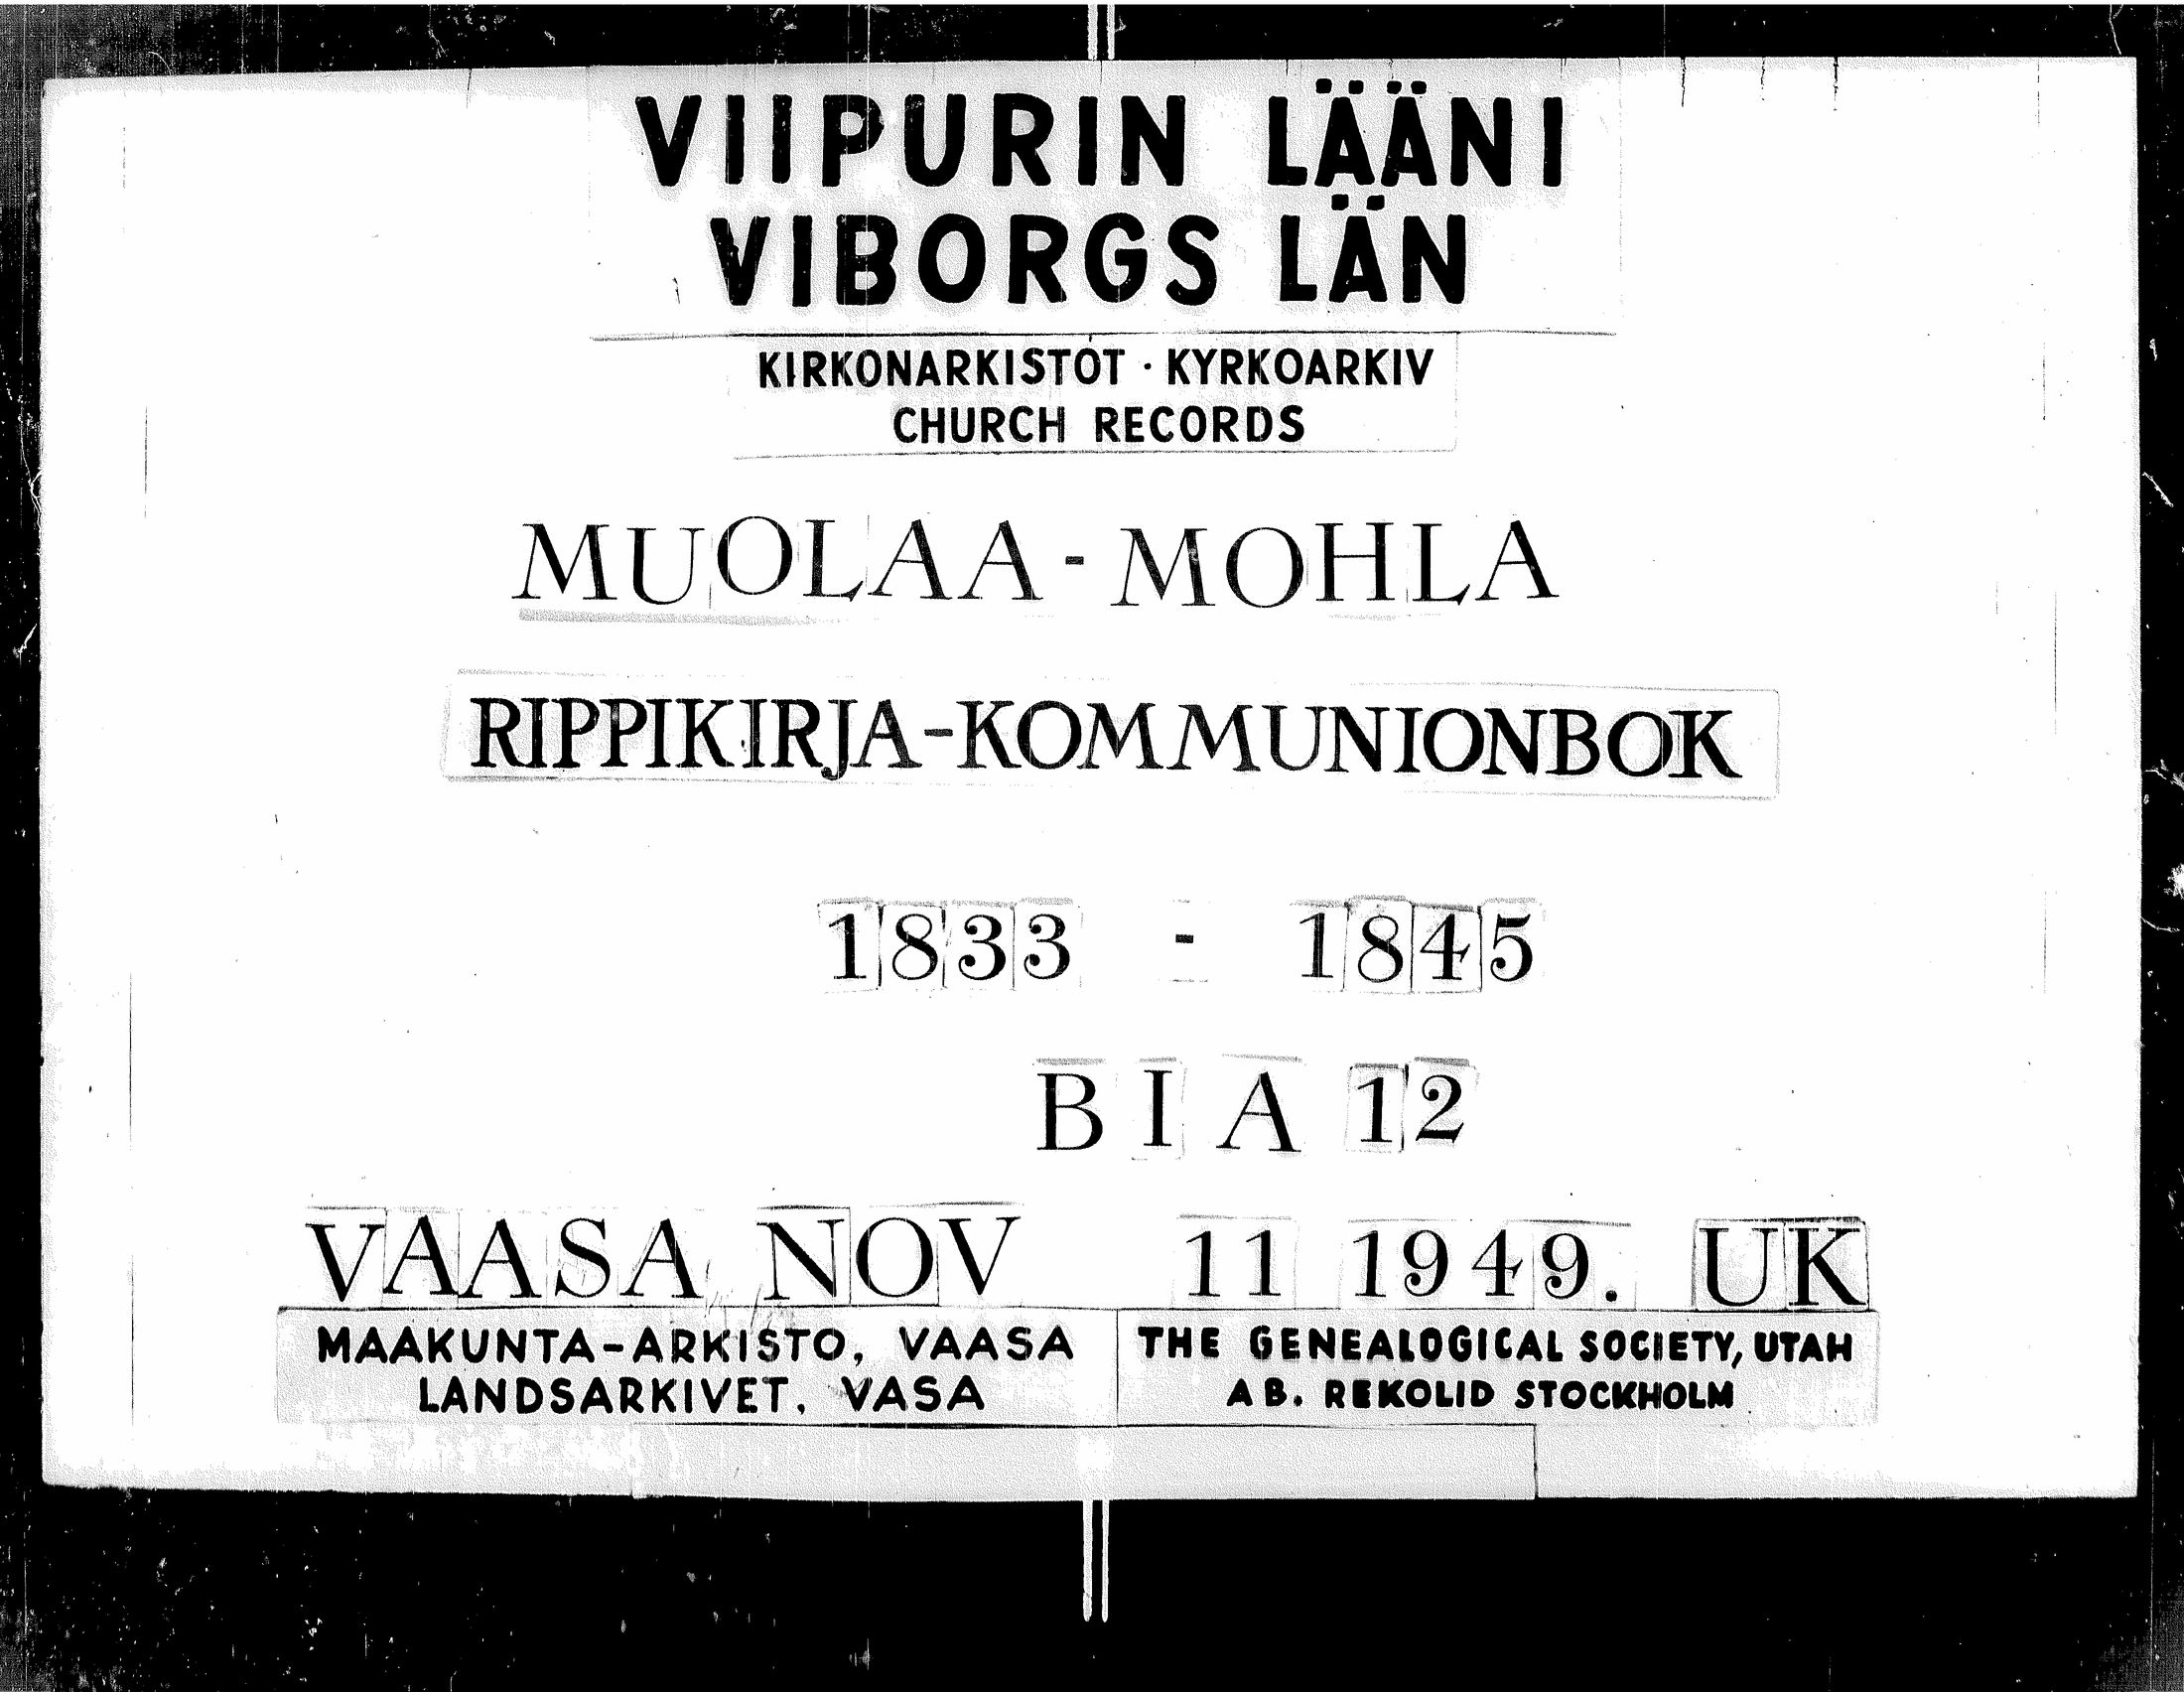 VIIPURIN LÄÄNI
VIBORGS LÄN
KIRKONARKISTOT · KYRKOARKIV
CHURCH RECORDS
MUOLAA - MOHLA
RIPPIKIRJA-KOMMUNIONBOK
1833 - 1845
B I A 12
VAASA NOV 11 1949. UK
MAAKUNTA-ARKISTO, VAASA
LANDSARKIVET, VASA
THE GENEALOGICAL SOCIETY, UTAH
AB. REKOLID STOCKHOLM